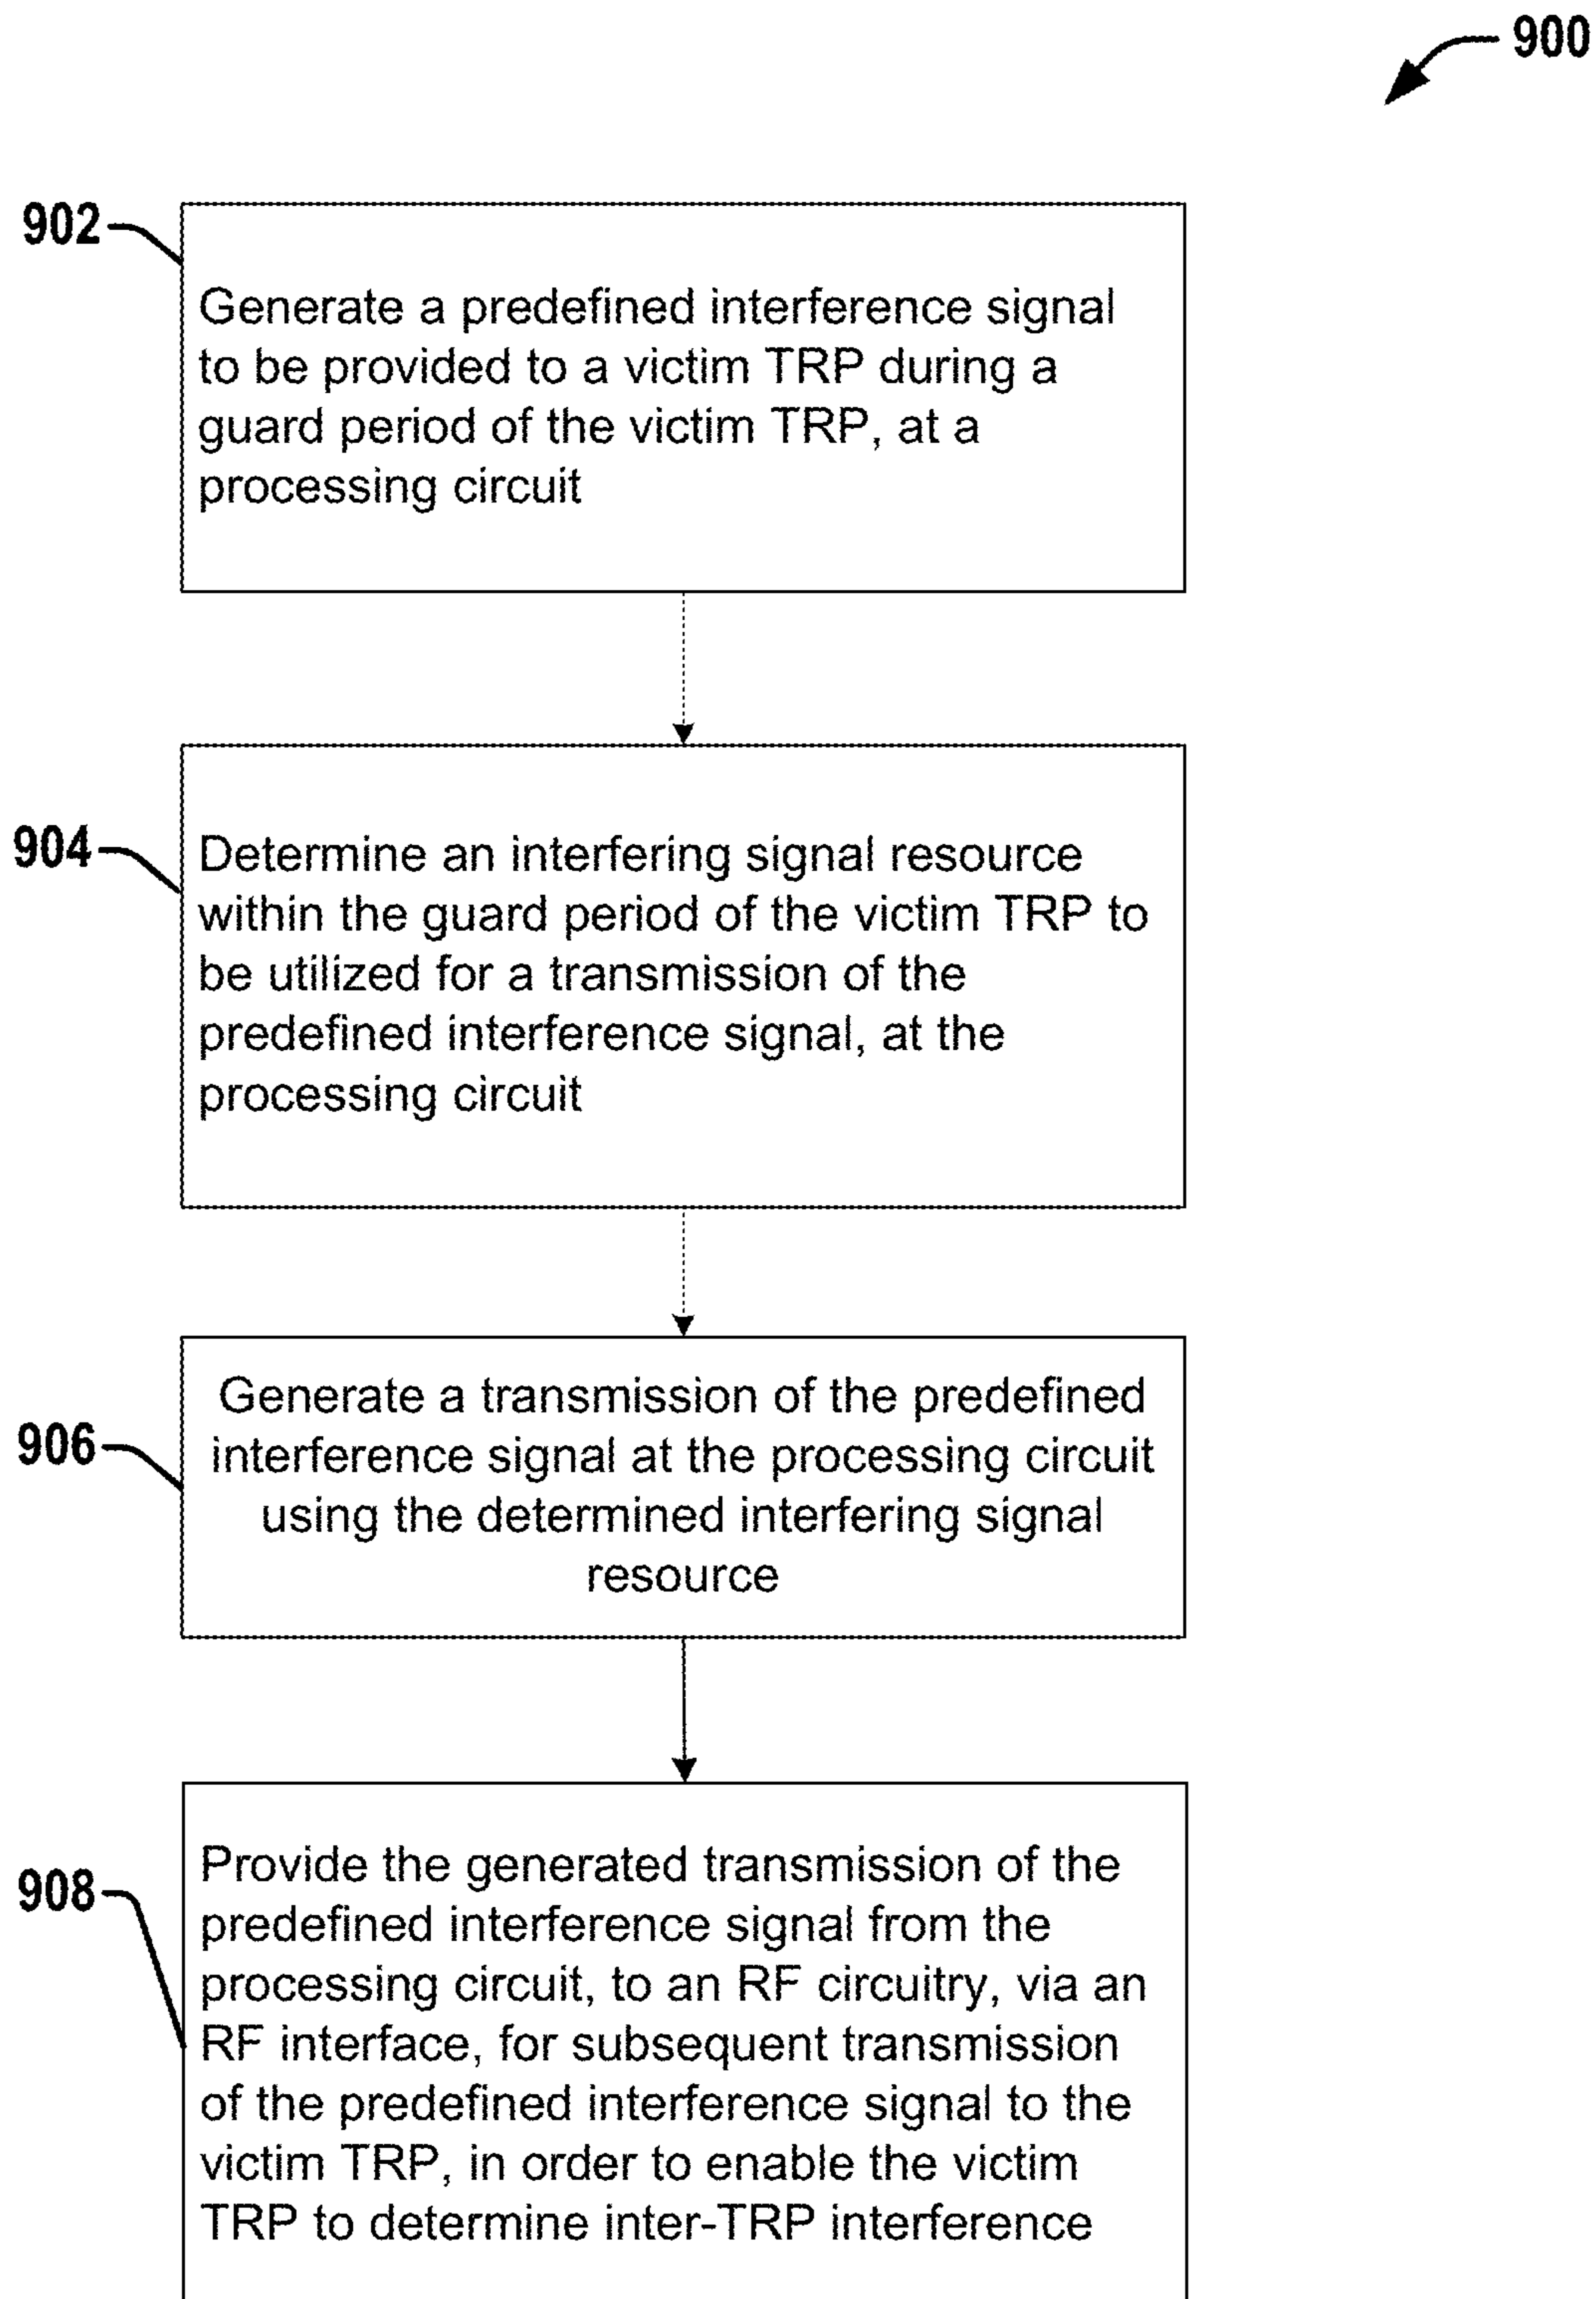 900
902
Generate a predefined interference signal
to be provided to a victim TRP during a
guard period of the victim TRP, at a
processing circuit
904
Determine an interfering signal resource
within the guard period of the victim TRP to
be utilized for a transmission of the
predefined interference signal, at the
processing circuit
906
Generate a transmission of the predefined
interference signal at the processing circuit
using the determined interfering signal
resource
908
Provide the generated transmission of the
predefined interference signal from the
processing circuit, to an RF circuitry, via an
RF interface, for subsequent transmission
of the predefined interference signal to the
victim TRP, in order to enable the victim
TRP to determine inter-TRP interference